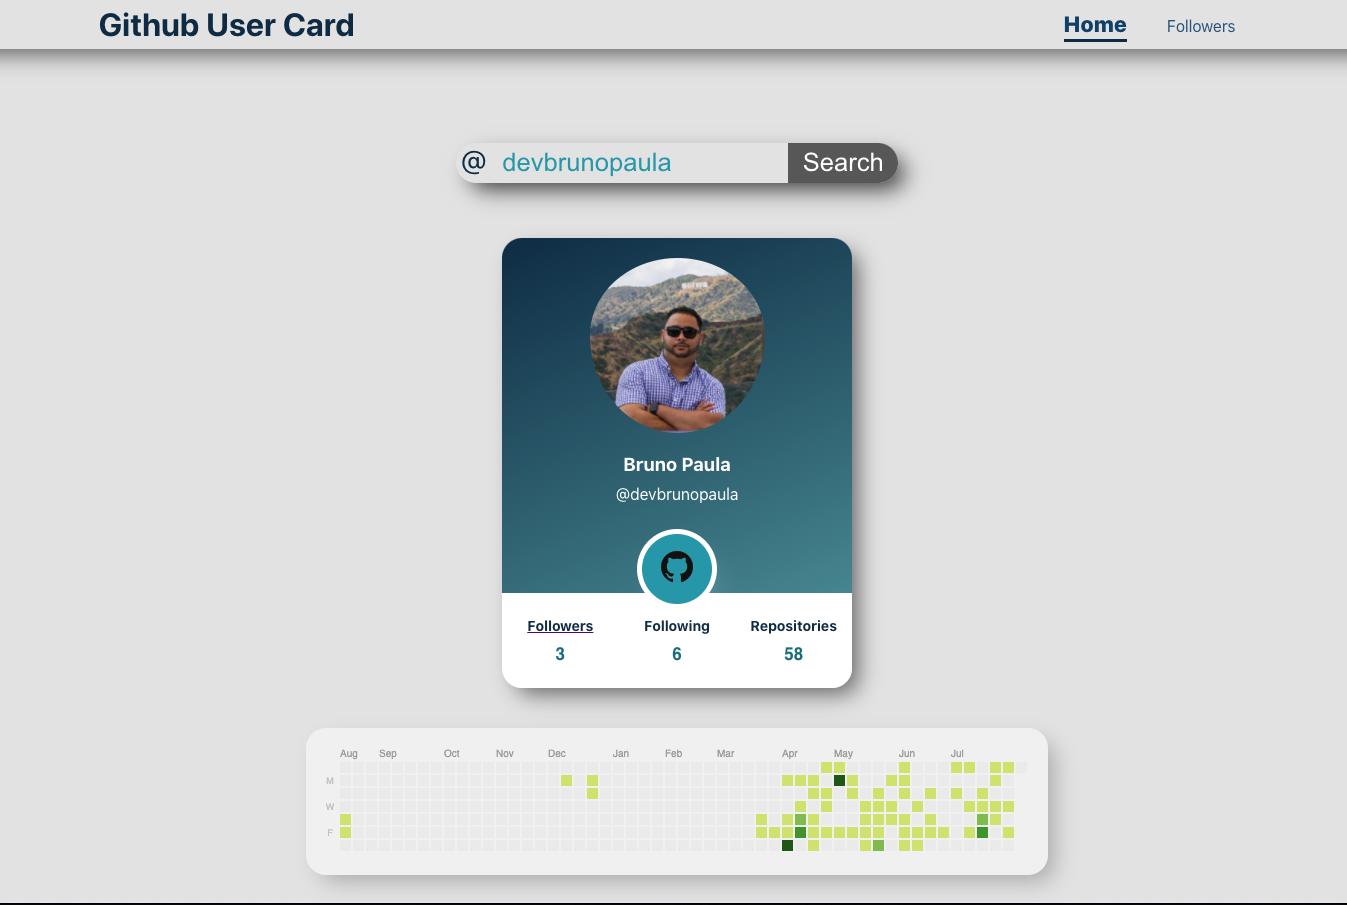 Github User Card
Home
Followers
@ devbrunopaula
Search
Bruno Paula
@devbrunopaula
Followers Following Repositories
3 6 58
Aug Sep Oct Nov Dec Jan Feb Mar Apr May Jun Jul
M
W
F